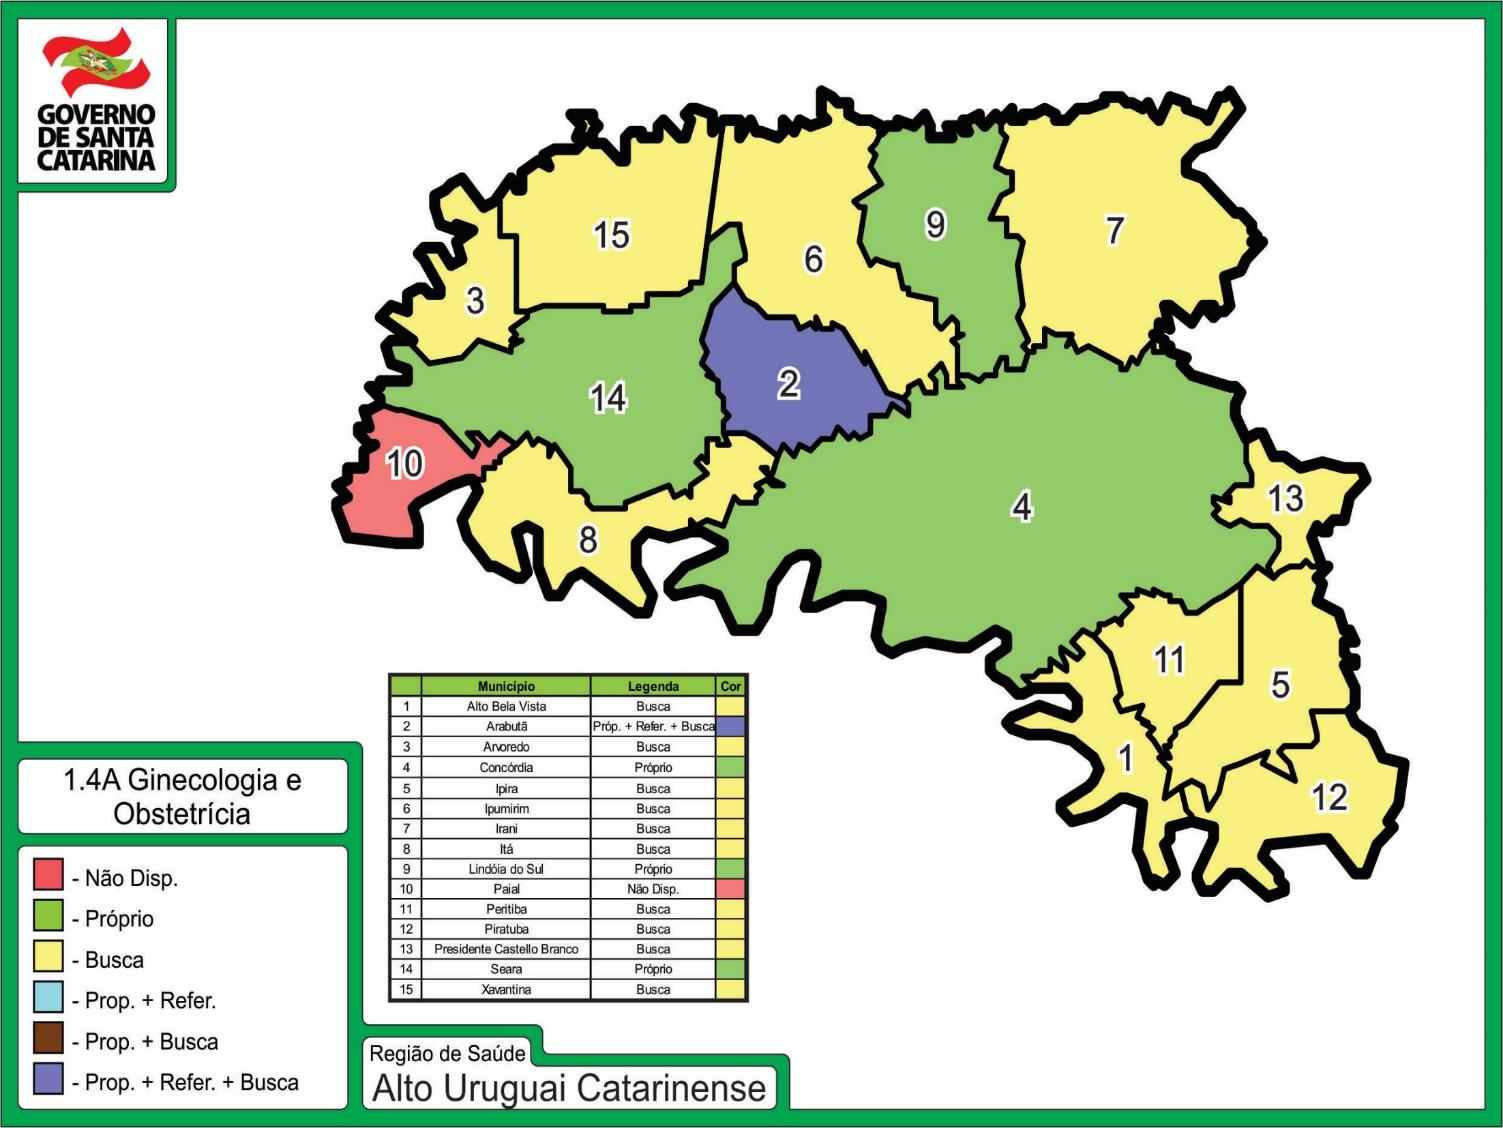 GOVERNO
DE SANTA
CATARINA
15
6
9
7
3
14
2
10
8
4
13
11
5
1
12
Município Legenda Cor
1 Alto Bela Vista Busca
2 Arabutã Próp. + Refer. + Busca
3 Arvoredo Busca
4 Concórdia Próprio
5 Ipira Busca
6 Ipumirim Busca
7 Irani Busca
8 Itá Busca
9 Lindóia do Sul Próprio
10 Paial Não Disp.
11 Peritiba Busca
12 Piratuba Busca
13 Presidente Castello Branco Busca
14 Seara Próprio
15 Xavantina Busca
1.4A Ginecologia e
Obstetrícia
- Não Disp.
- Próprio
- Busca
- Prop. + Refer.
- Prop. + Busca
- Prop. + Refer. + Busca
Região de Saúde
Alto Uruguai Catarinense